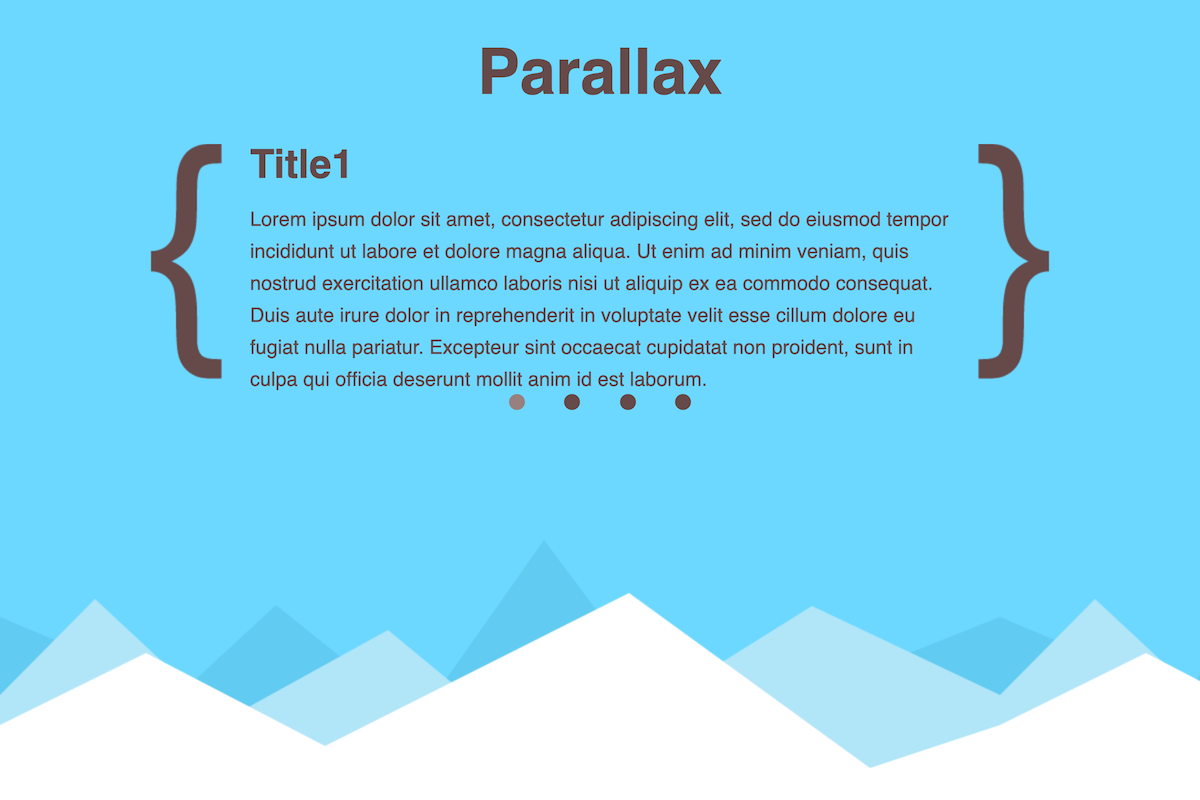 Parallax
{ Title1 }
Lorem ipsum dolor sit amet, consectetur adipiscing elit, sed do eiusmod tempor
incididunt ut labore et dolore magna aliqua. Ut enim ad minim veniam, quis
nostrud exercitation ullamco laboris nisi ut aliquip ex ea commodo consequat.
Duis aute irure dolor in reprehenderit in voluptate velit esse cillum dolore eu
fugiat nulla pariatur. Excepteur sint occaecat cupidatat non proident, sunt in
culpa qui officia deserunt mollit anim id est laborum.